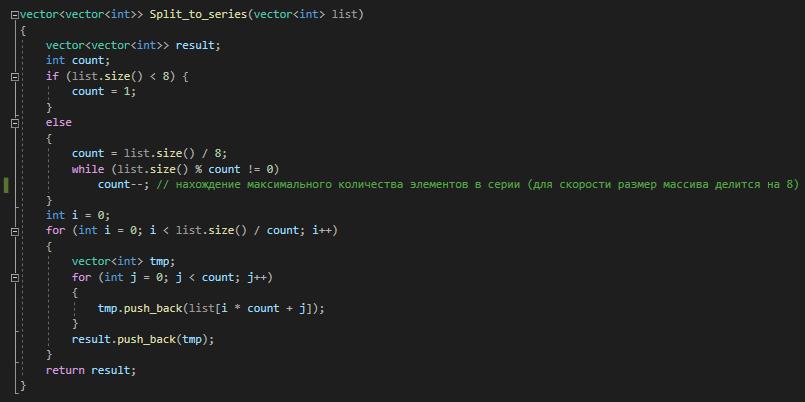 vector<vector<int>> Split_to_series(vector<int> list)
{
    vector<vector<int>> result;
    int count;
    if (list.size() < 8) {
        count = 1;
    }
    else
    {
        count = list.size() / 8;
        while (list.size() % count != 0)
            count--; // нахождение максимального количества элементов в серии (для скорости размер массива делится на 8)
    }
    int i = 0;
    for (int i = 0; i < list.size() / count; i++)
    {
        vector<int> tmp;
        for (int j = 0; j < count; j++)
        {
            tmp.push_back(list[i * count + j]);
        }
        result.push_back(tmp);
    }
    return result;
}